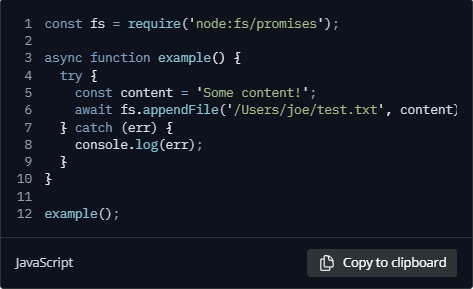 1 const fs = require('node:fs/promises');
2
3 async function example() {
4   try {
5     const content = 'Some content!';
6     await fs.appendFile('/Users/joe/test.txt', content)
7   } catch (err) {
8     console.log(err);
9   }
10 }
11
12 example();
JavaScript
Copy to clipboard